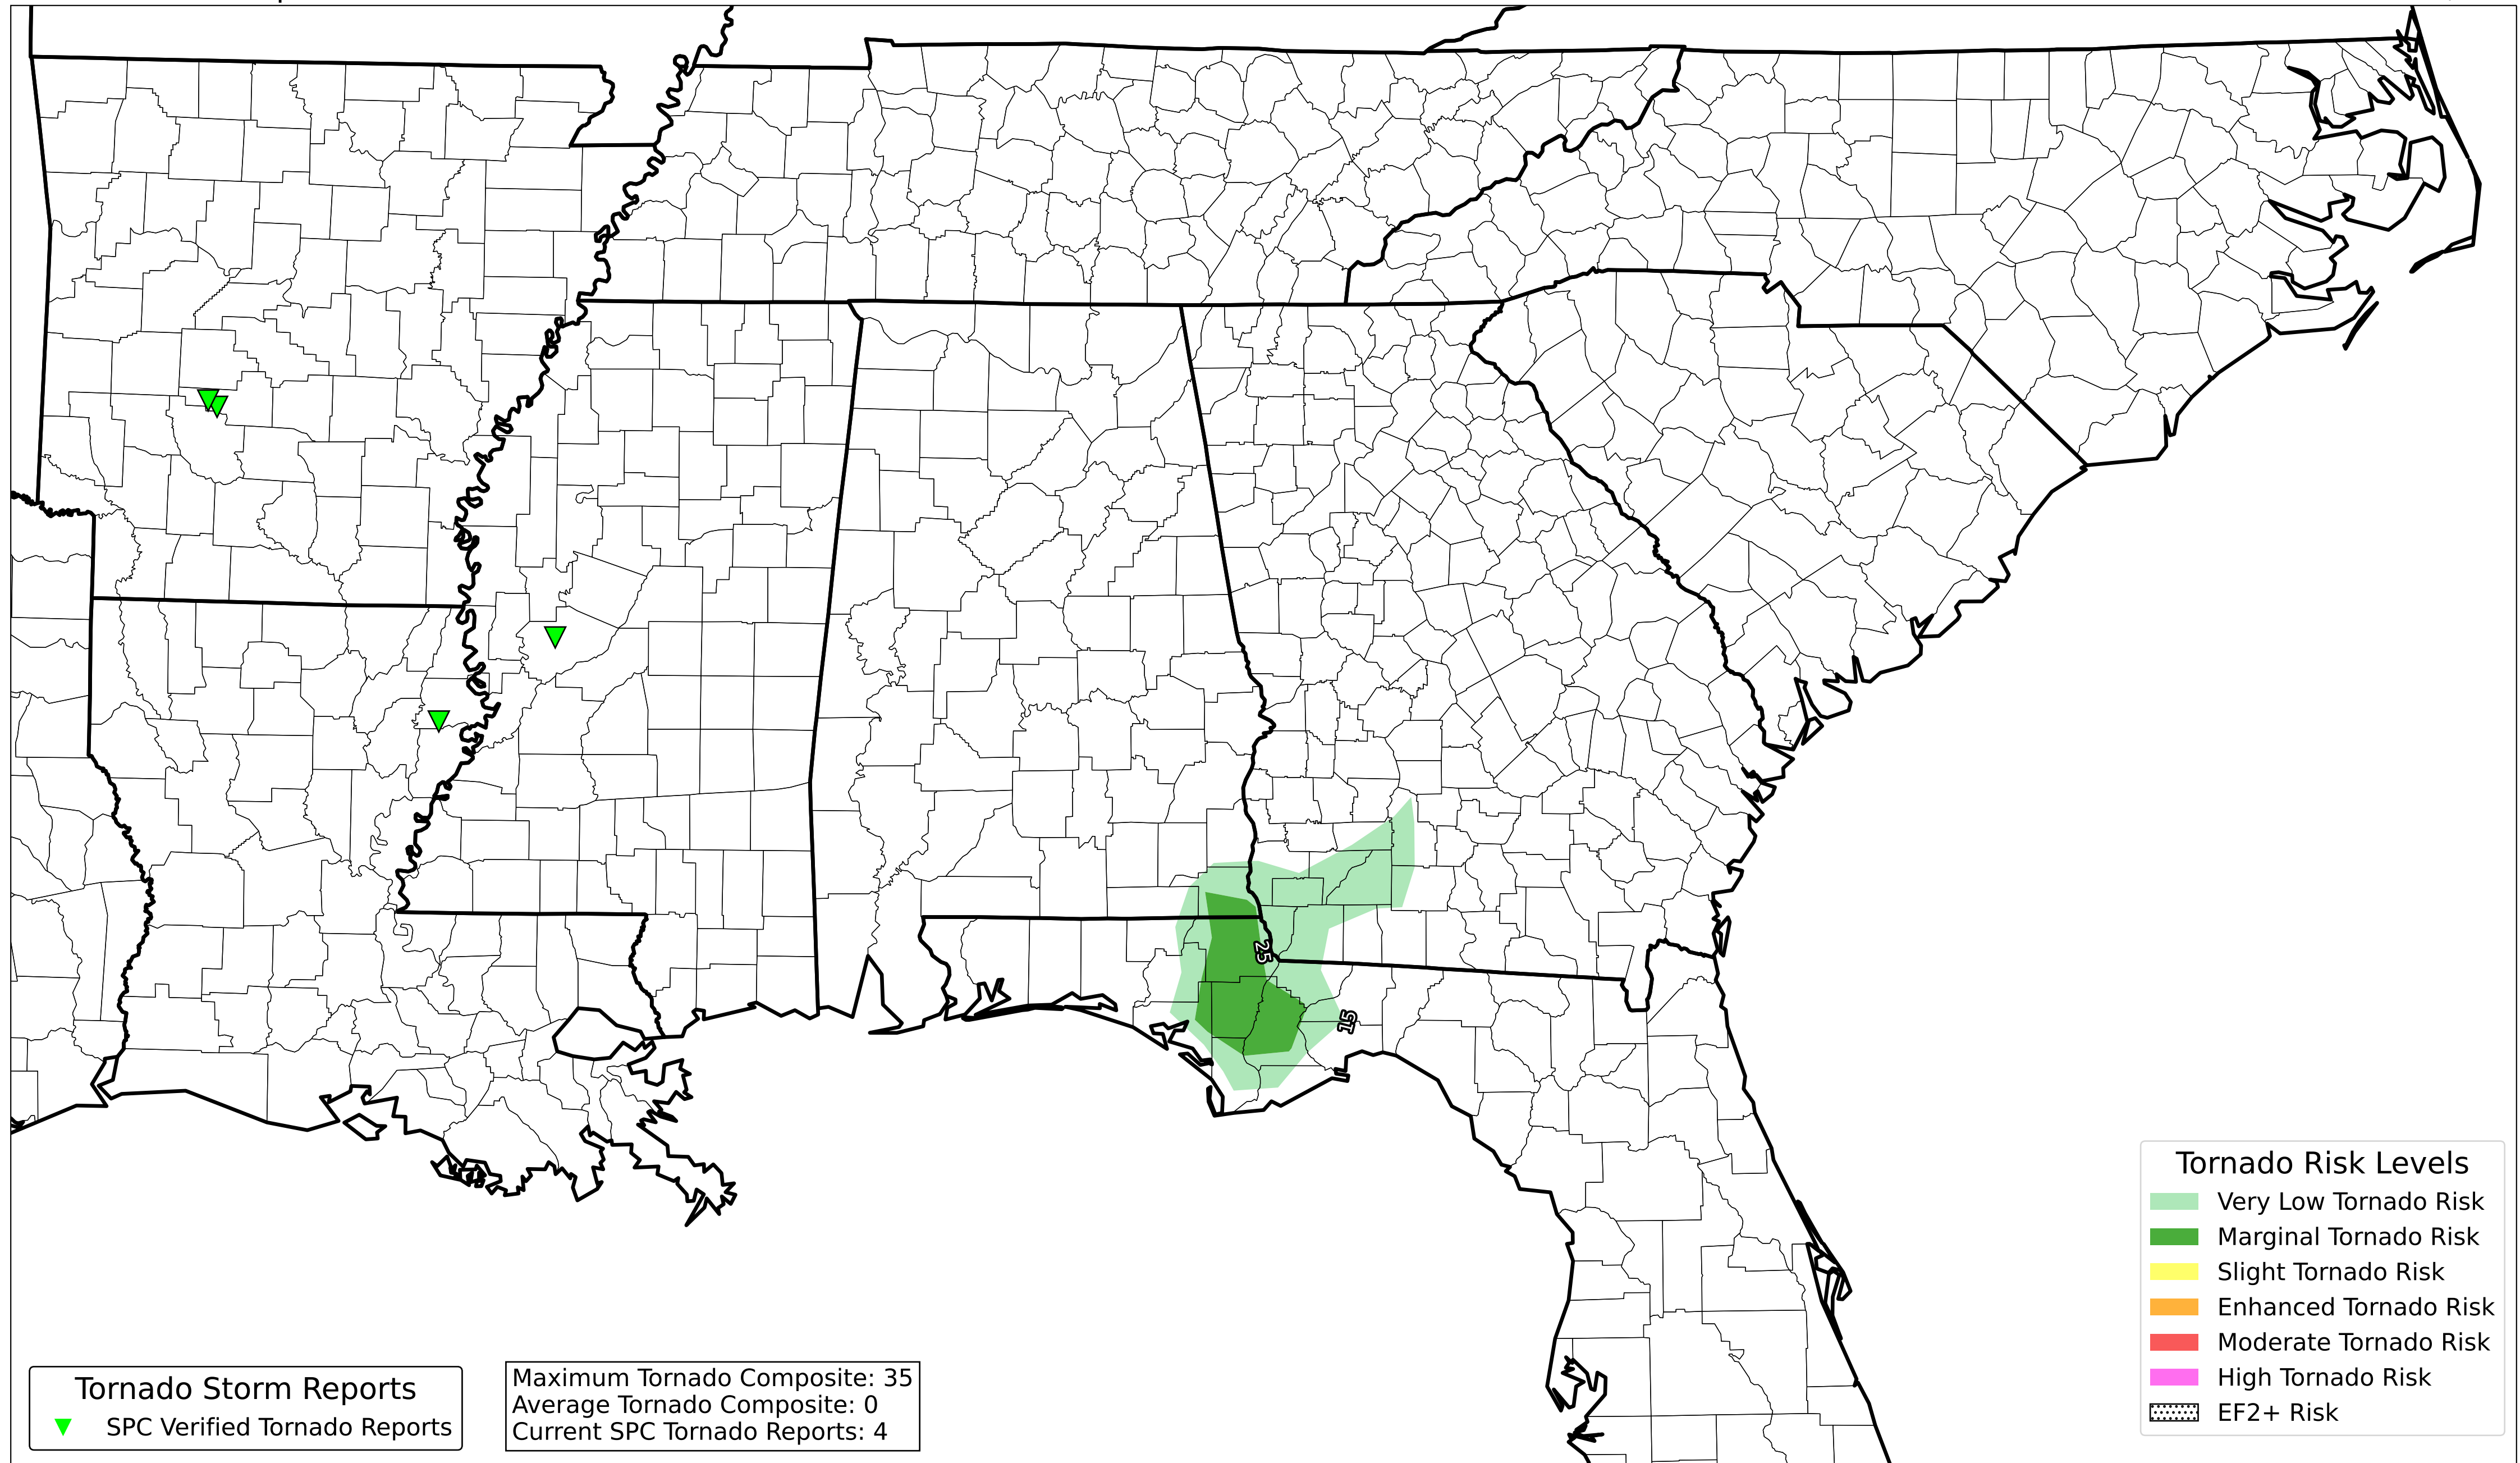 25
15
Tornado Risk Levels
Very Low Tornado Risk
Marginal Tornado Risk
Slight Tornado Risk
Enhanced Tornado Risk
Moderate Tornado Risk
High Tornado Risk
EF2+ Risk
Tornado Storm Reports
SPC Verified Tornado Reports
Maximum Tornado Composite: 35
Average Tornado Composite: 0
Current SPC Tornado Reports: 4